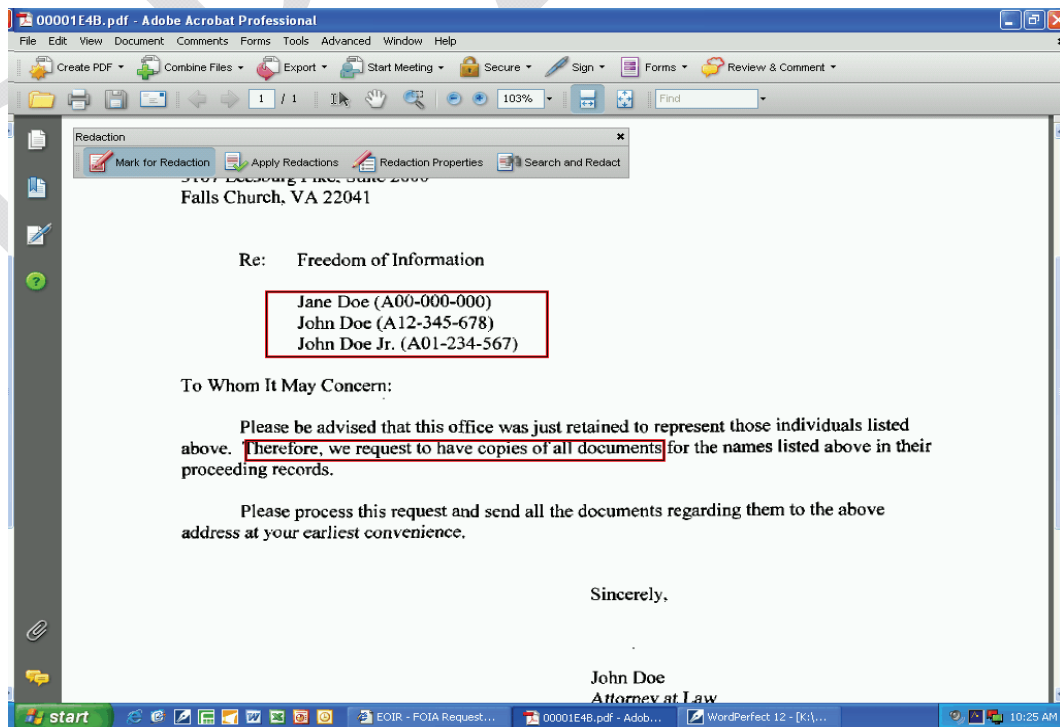 00001E4B.pdf - Adobe Acrobat Professional
File Edit View Document Comments Forms Tools Advanced Window Help
Create PDF Combine Files Export Start Meeting Secure Sign Forms Review & Comment
1 / 1 103% Find
Redaction
Mark for Redaction Apply Redactions Redaction Properties Search and Redact
5107 Leesburg Pike, Suite 2600
Falls Church, VA 22041
Re: Freedom of Information
Jane Doe (A00-000-000)
John Doe (A12-345-678)
John Doe Jr. (A01-234-567)
To Whom It May Concern:
Please be advised that this office was just retained to represent those individuals listed
above. Therefore, we request to have copies of all documents for the names listed above in their
proceeding records.
Please process this request and send all the documents regarding them to the above
address at your earliest convenience.
Sincerely,
John Doe
Attorney at Law
start EOIR - FOIA Request... 00001E4B.pdf - Adob... WordPerfect 12 - [K:\... 10:25 AM